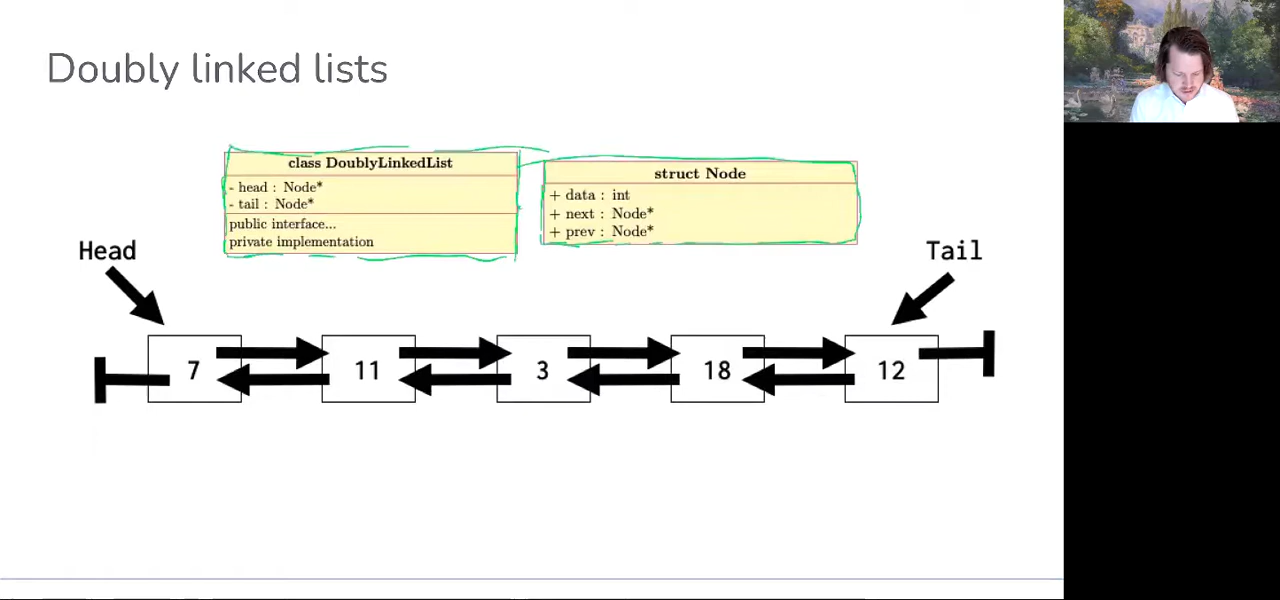 Doubly linked lists
class DoublyLinkedList
- head : Node*
- tail : Node*
public interface...
private implementation
struct Node
+ data : int
+ next : Node*
+ prev : Node*
Head
Tail
7
11
3
18
12